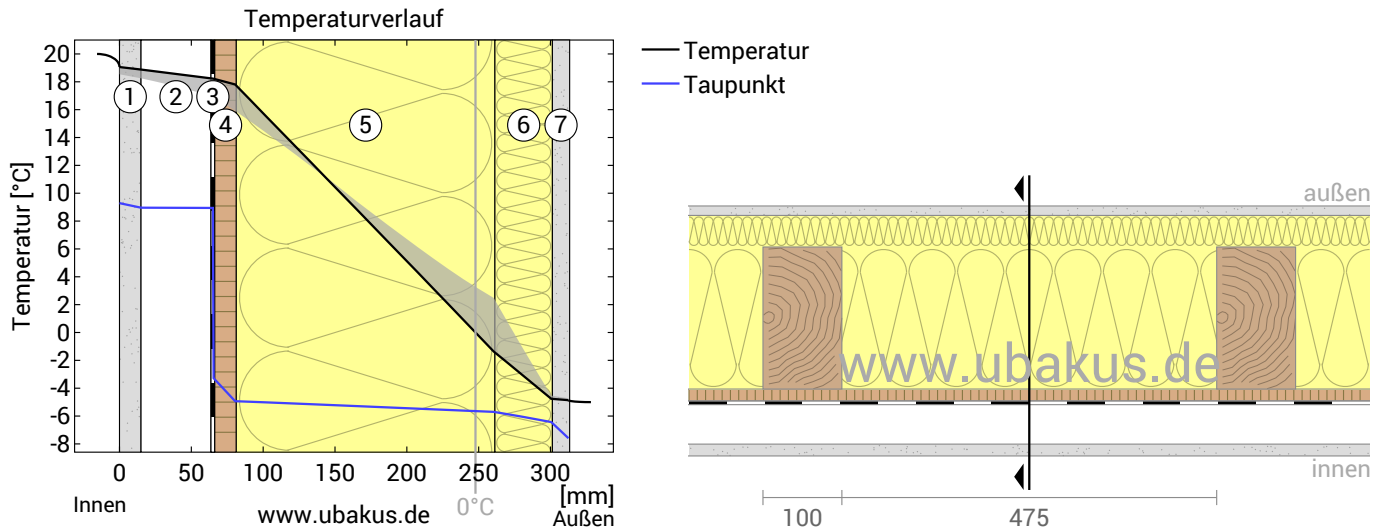 Temperaturverlauf
Temperatur [°C]
20
18
16
14
12
10
8
6
4
2
0
-2
-4
-6
-8
1
2
3
4
5
6
7
0
50
100
150
200
250
300
[mm]
Innen
www.ubakus.de
0°C
Außen
Temperatur
Taupunkt
außen
www.ubakus.de
innen
100
475